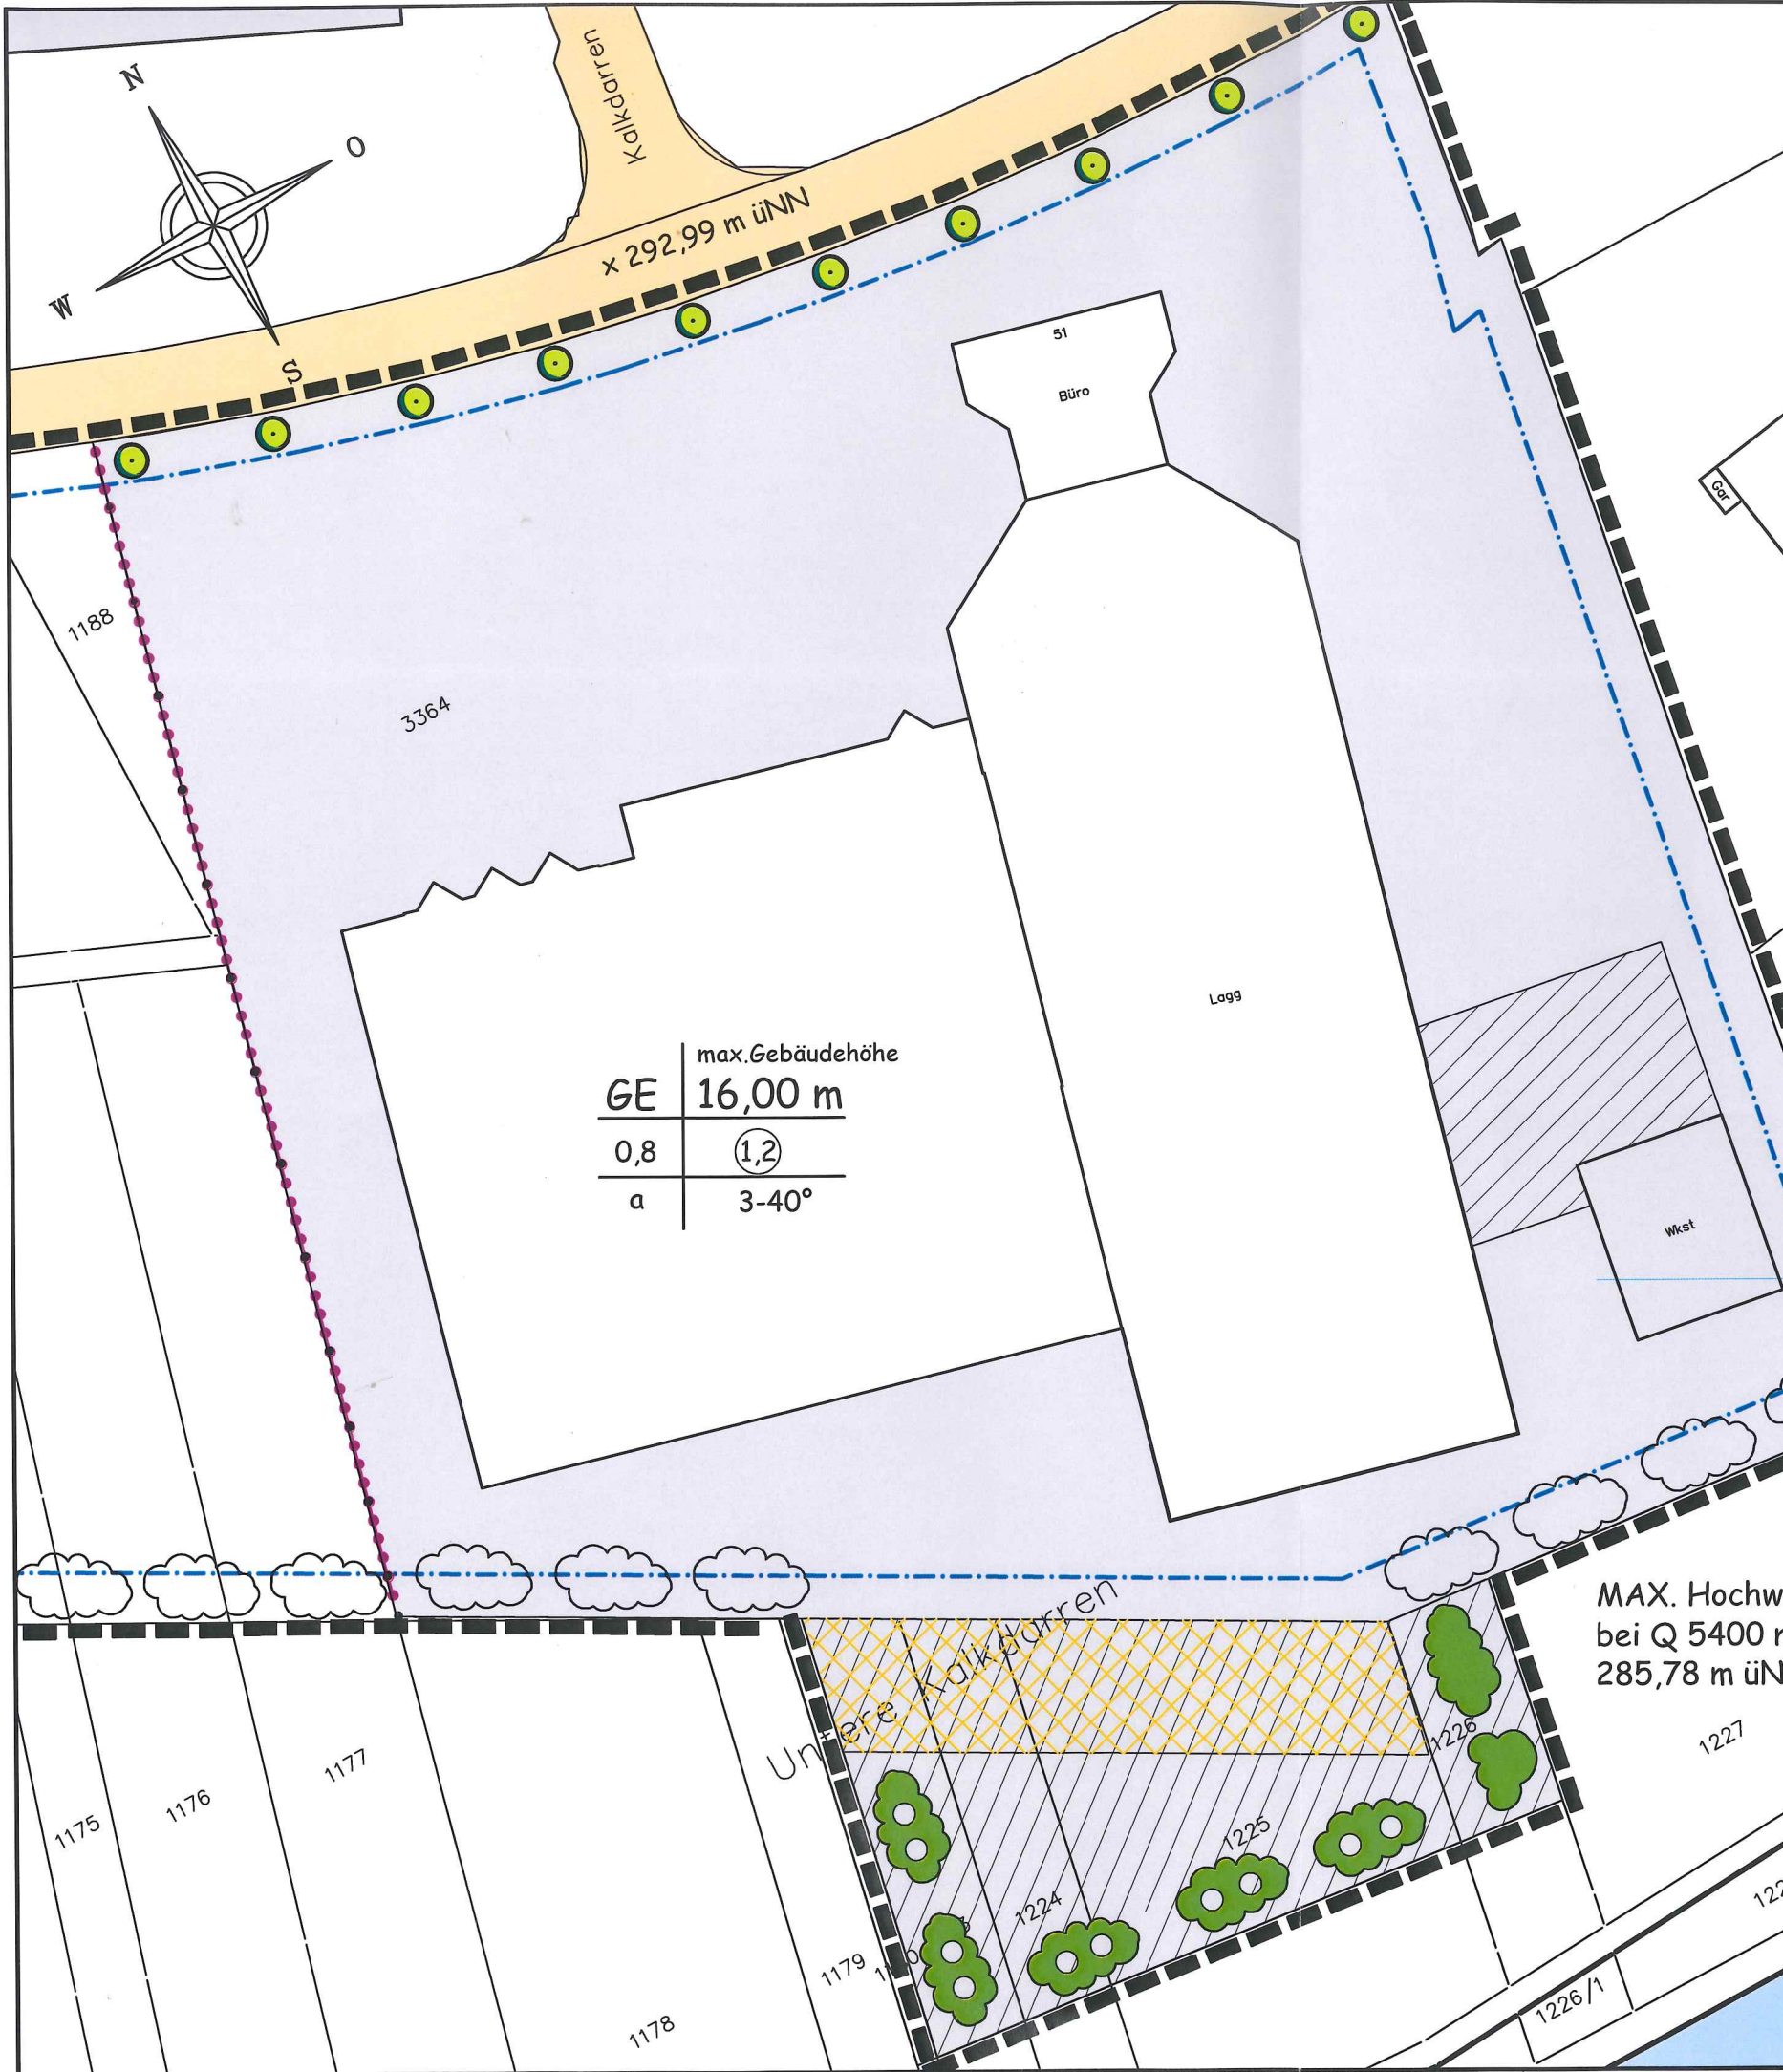 N
O
W
S
Kalkdarren
x 292,99 m üNN
51
Büro
Gar
1188
3364
Lagg
max.Gebäudehöhe
GE 16,00 m
0,8 1,2
a 3-40°
Wkst
Untere Kalkdarren
MAX. Hochw
bei Q 5400
285,78 m üN
1226
1227
1177
1176
1175
1225
1224
1179
1178
1226/1
122